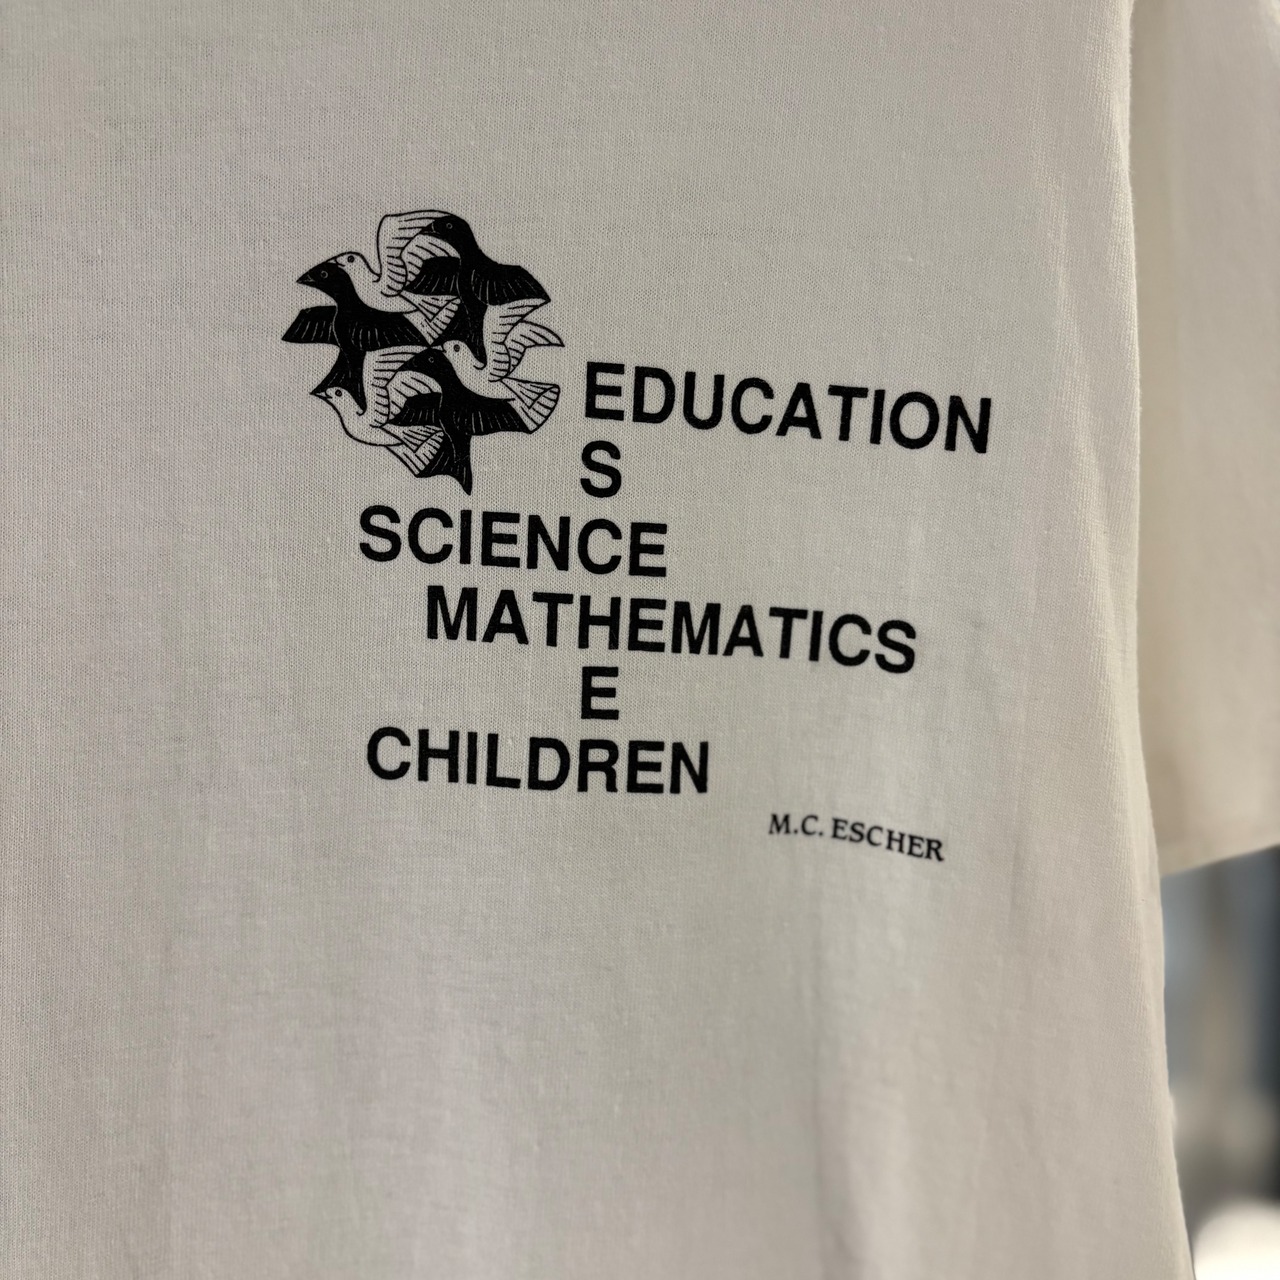 EDUCATION
S
SCIENCE
MATHEMATICS
E
CHILDREN
M.C. ESCHER